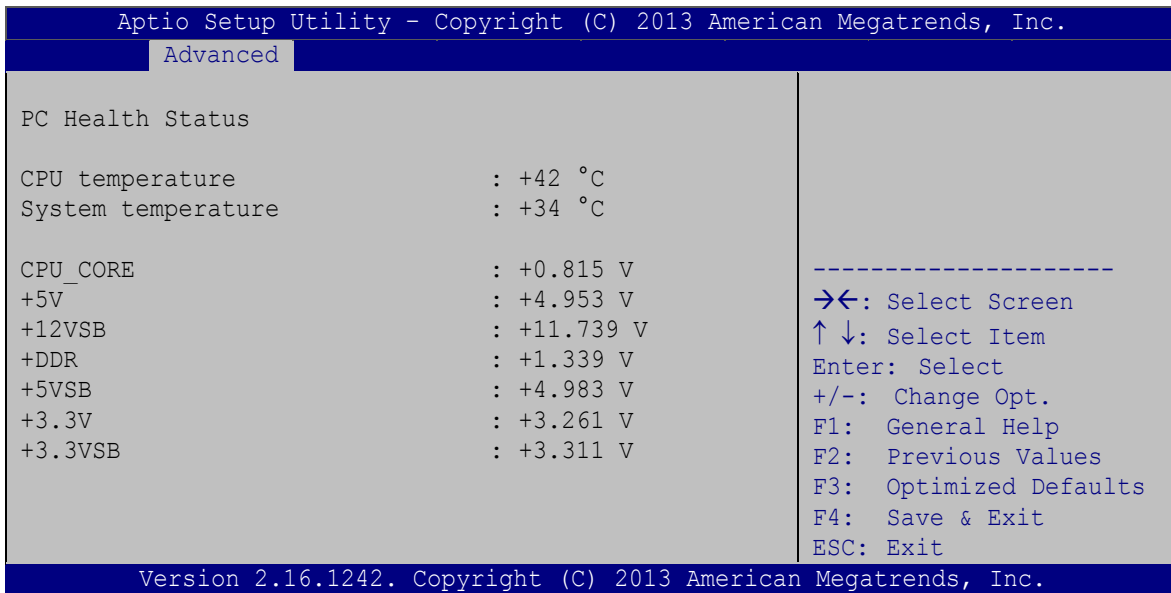 Aptio Setup Utility – Copyright (C) 2013 American Megatrends, Inc.
Advanced
PC Health Status
CPU temperature : +42 °C
System temperature : +34 °C
CPU_CORE : +0.815 V
+5V : +4.953 V
+12VSB : +11.739 V
+DDR : +1.339 V
+5VSB : +4.983 V
+3.3V : +3.261 V
+3.3VSB : +3.311 V
---------------------
→←: Select Screen
↑ ↓: Select Item
Enter: Select
+/-: Change Opt.
F1: General Help
F2: Previous Values
F3: Optimized Defaults
F4: Save & Exit
ESC: Exit
Version 2.16.1242. Copyright (C) 2013 American Megatrends, Inc.